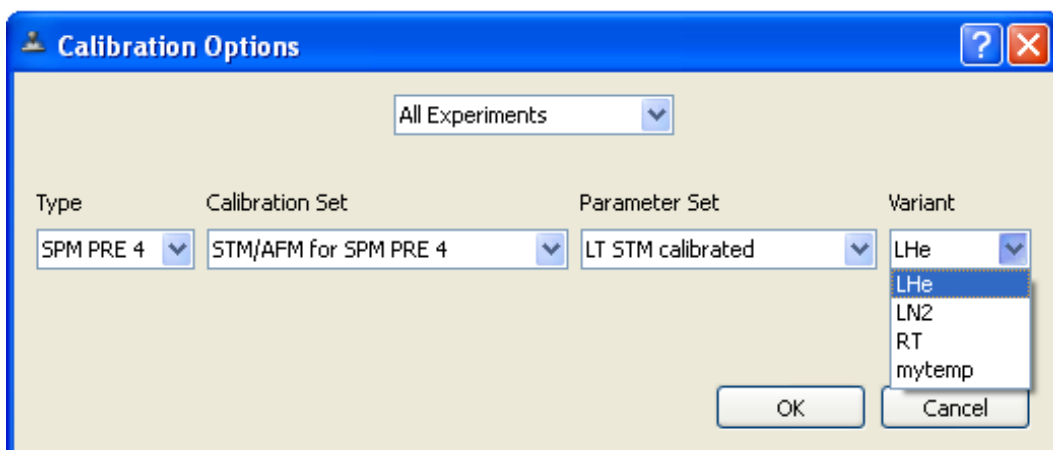 Calibration Options
All Experiments
Type Calibration Set Parameter Set Variant
SPM PRE 4 STM/AFM for SPM PRE 4 LT STM calibrated LHe
LHe
LN2
RT
mytemp
OK Cancel